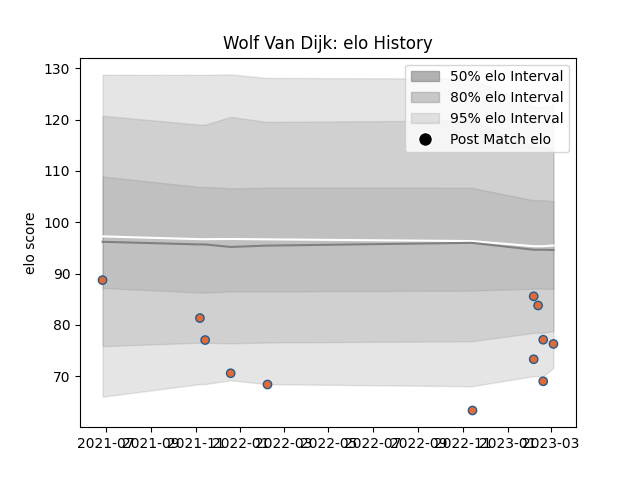 Wolf Van Dijk: elo History
130
120
110
100
90
80
70
elo score
50% elo Interval
80% elo Interval
95% elo Interval
Post Match elo
2021-07 2021-09 2021-11 2022-01 2022-03 2022-05 2022-07 2022-09 2022-11 2023-01 2023-03